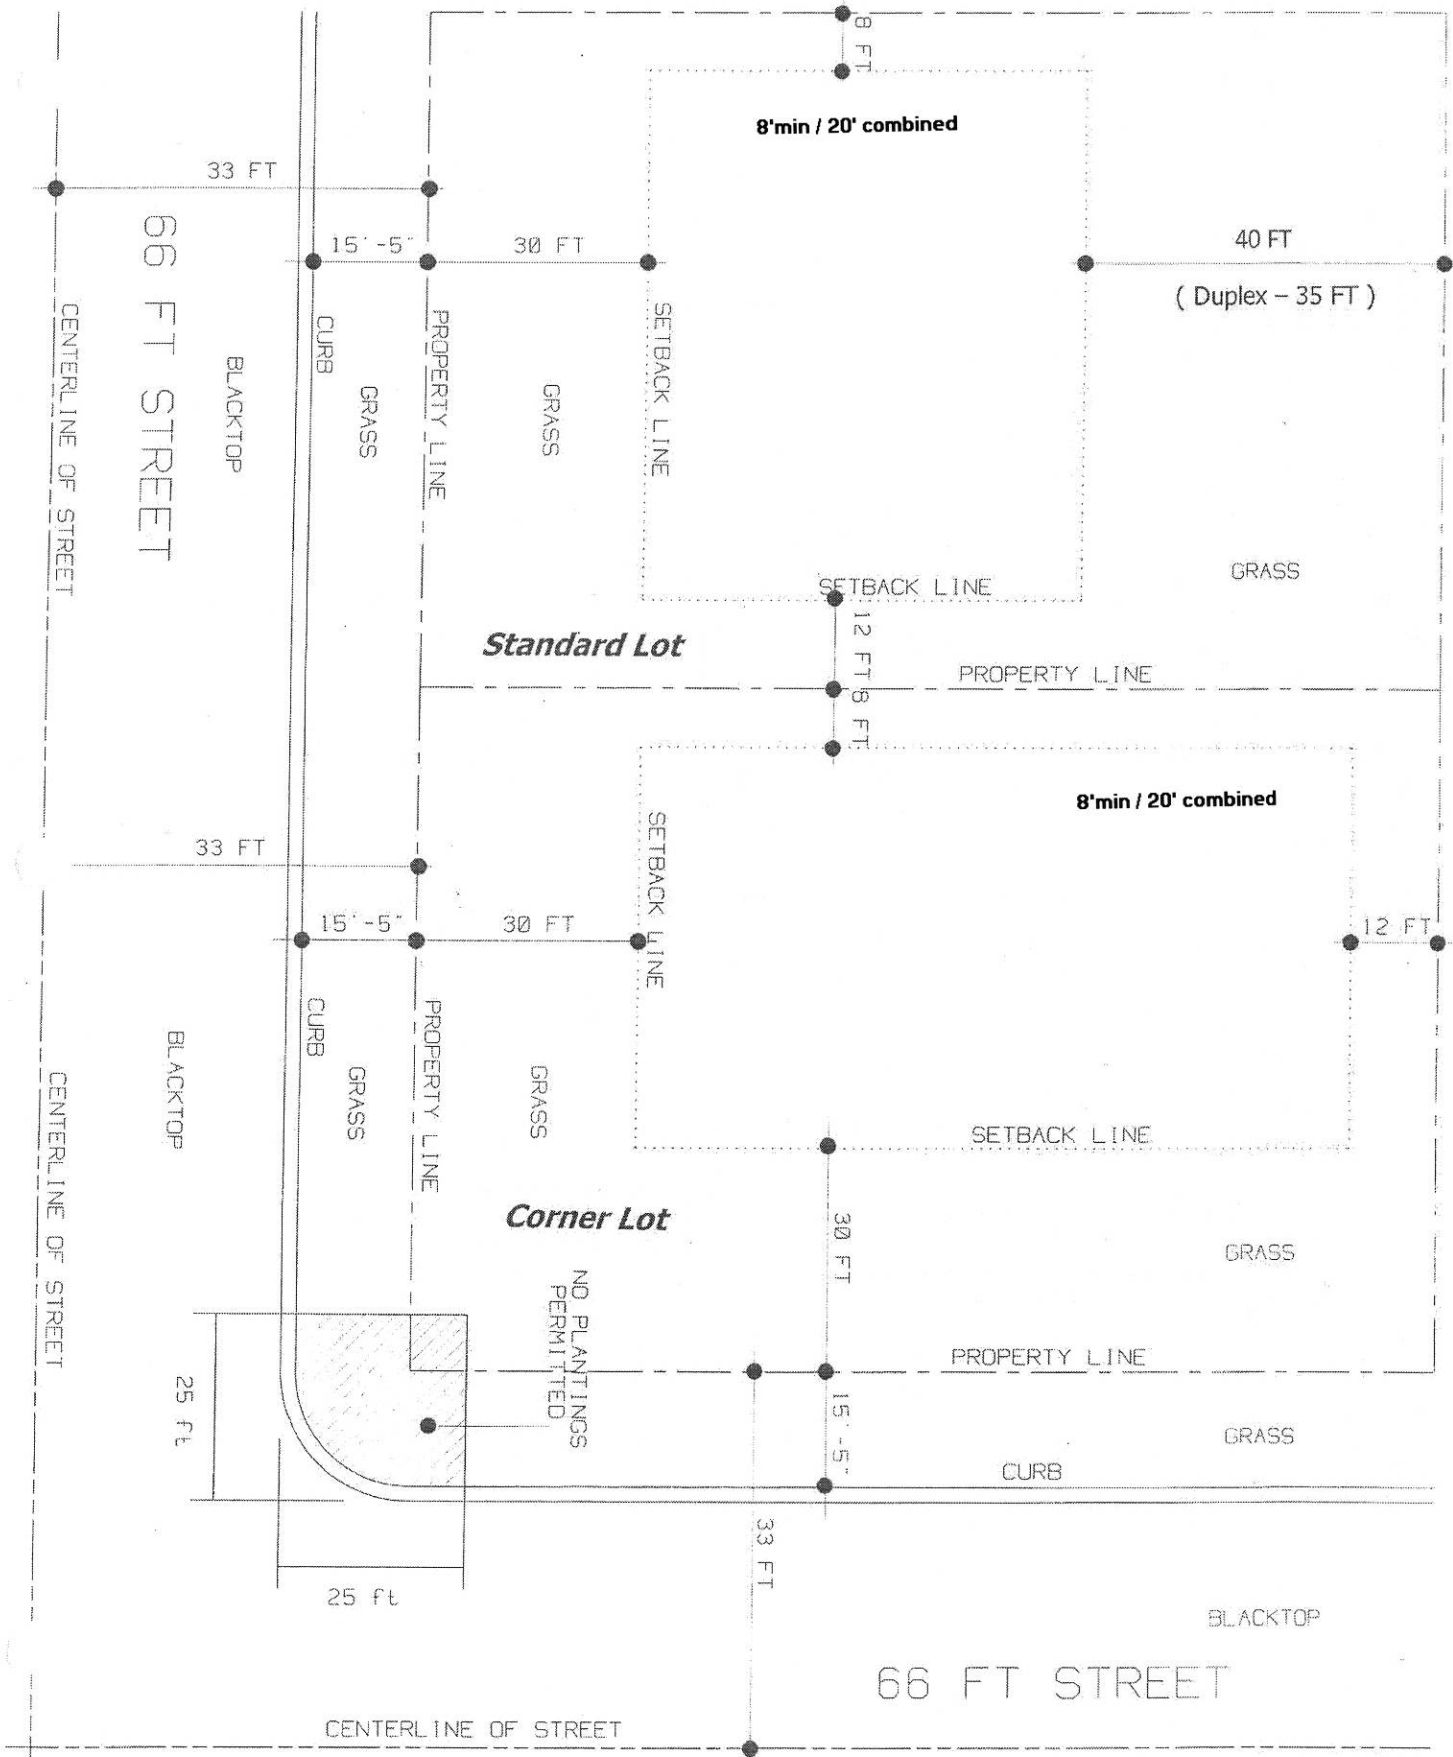 8 FT
8'min / 20' combined
33 FT
66 FT STREET
15'-5"
30 FT
40 FT
( Duplex – 35 FT )
CENTERLINE OF STREET
BLACKTOP
CURB
GRASS
PROPERTY LINE
GRASS
SETBACK LINE
GRASS
SETBACK LINE
12 FT
Standard Lot
PROPERTY LINE
8 FT
8'min / 20' combined
33 FT
SETBACK LINE
15'-5"
30 FT
12 FT
CURB
PROPERTY LINE
BLACKTOP
GRASS
GRASS
CENTERLINE OF STREET
SETBACK LINE
Corner Lot
30 FT
GRASS
NO PLANTINGS
PERMITTED
PROPERTY LINE
25 ft
15'-5"
GRASS
CURB
33 FT
25 ft
BLACKTOP
66 FT STREET
CENTERLINE OF STREET